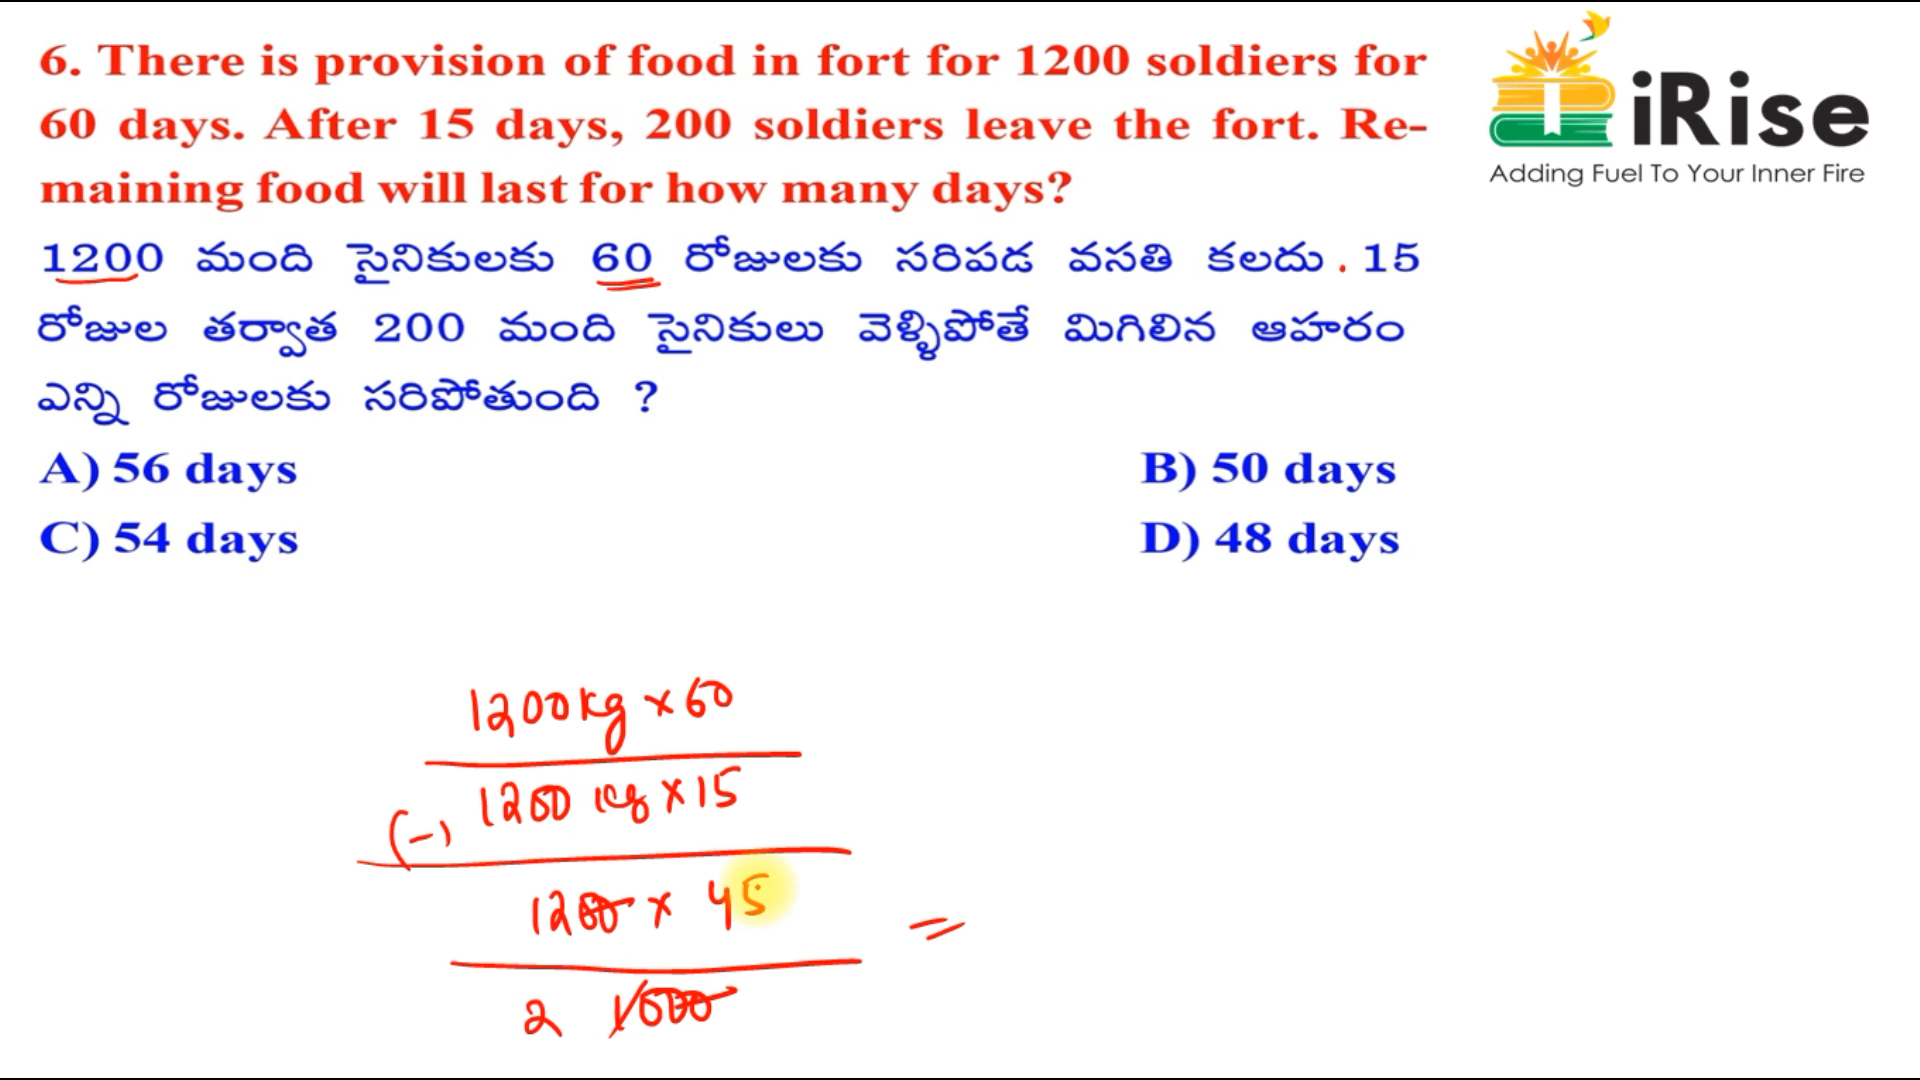 6. There is provision of food in fort for 1200 soldiers for
60 days. After 15 days, 200 soldiers leave the fort. Re-
maining food will last for how many days?
1200 మంది సైనికులకు 60 రోజులకు సరిపడ వసతి కలదు . 15
రోజుల తర్వాత 200 మంది సైనికులు వెళ్ళిపోతే మిగిలిన ఆహారం
ఎన్ని రోజులకు సరిపోతుంది ?
A) 56 days
B) 50 days
C) 54 days
D) 48 days
iRise
Adding Fuel To Your Inner Fire
1200kg × 60
(-) 1200 kg × 15
1200 × 45 =
2 1000